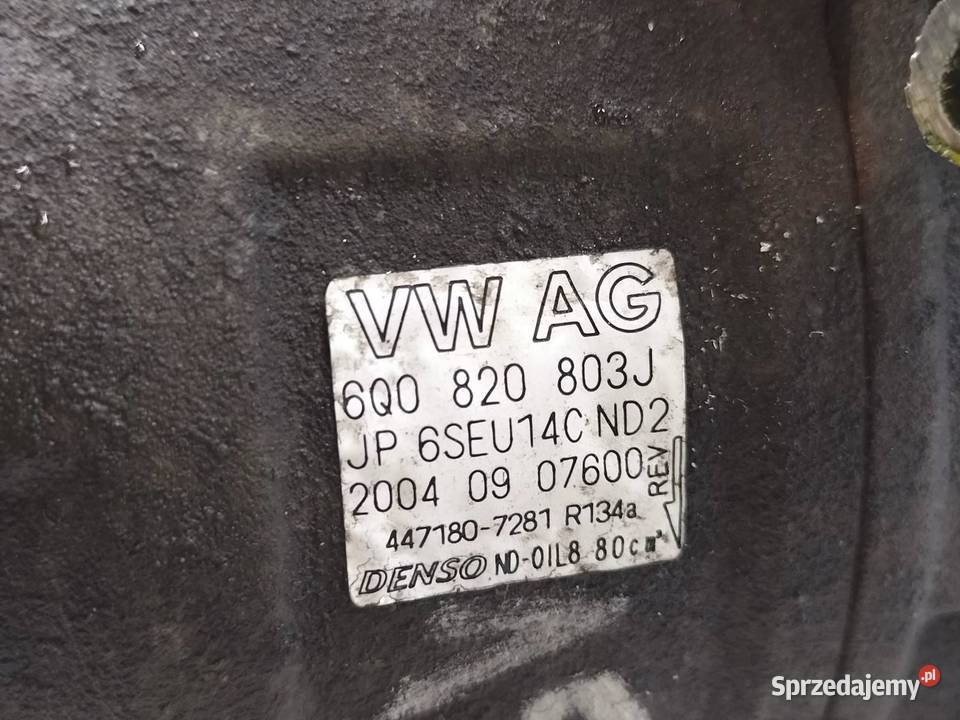 VW AG
6Q0 820 803J
JP 6SEU14C ND2
2004 09 07600
REV
447180-7281 R134a
DENSO ND-OIL8 80cm³
Sprzedajemy.pl